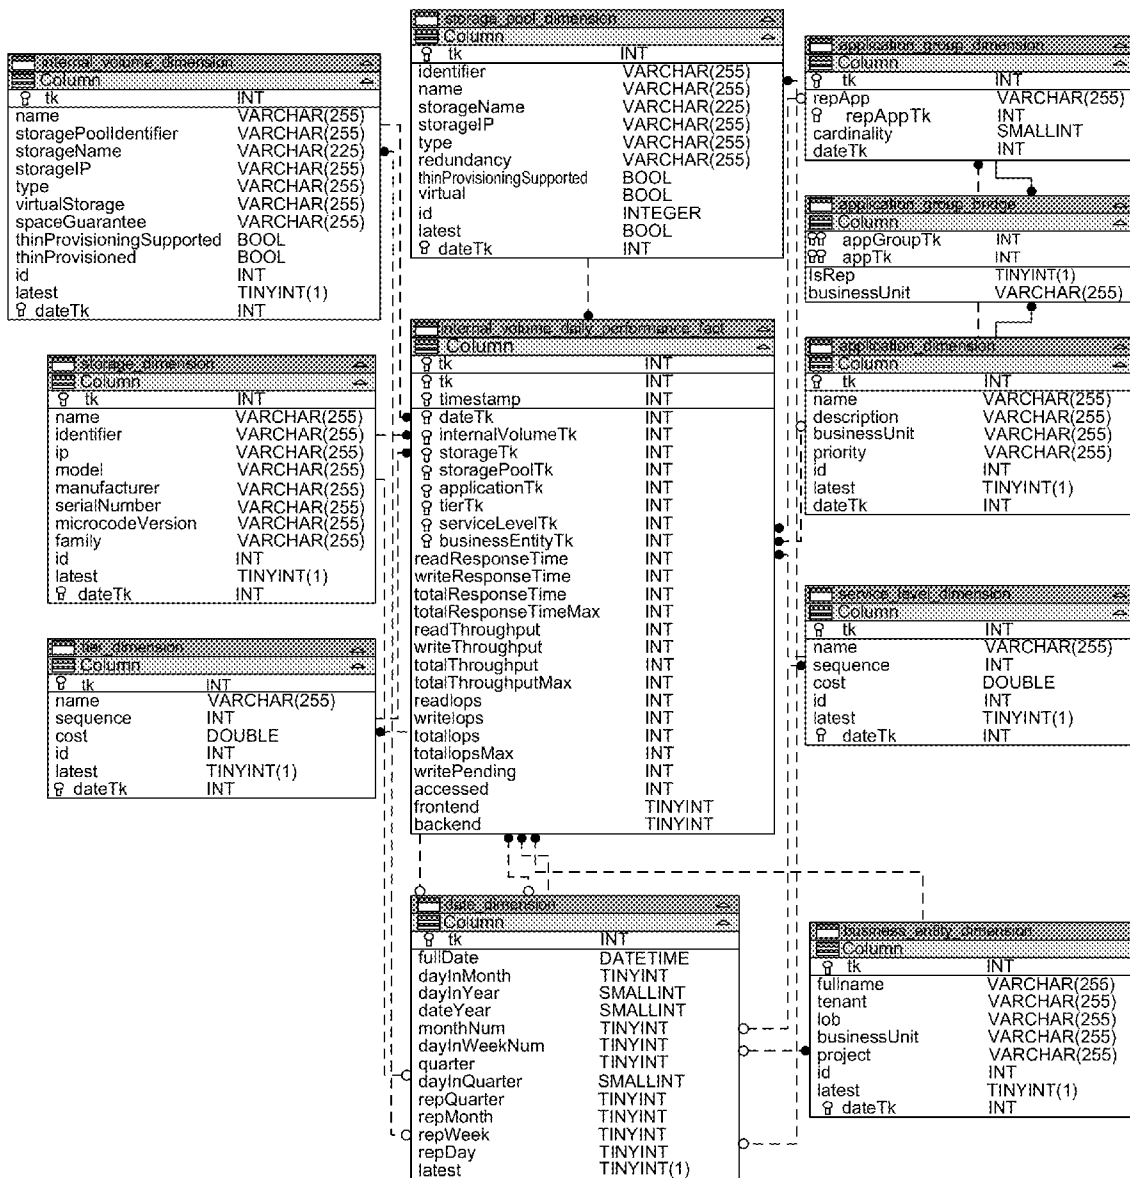 internal_volume_dimension
Column
tk INT
name VARCHAR(255)
storagePoolIdentifier VARCHAR(255)
storageName VARCHAR(225)
storageIP VARCHAR(255)
type VARCHAR(255)
virtualStorage VARCHAR(255)
spaceGuarantee VARCHAR(255)
thinProvisioningSupported BOOL
thinProvisioned BOOL
id INT
latest TINYINT(1)
dateTk INT
storage_dimension
Column
tk INT
name VARCHAR(255)
identifier VARCHAR(255)
ip VARCHAR(255)
model VARCHAR(255)
manufacturer VARCHAR(255)
serialNumber VARCHAR(255)
microcodeVersion VARCHAR(255)
family VARCHAR(255)
id INT
latest TINYINT(1)
dateTk INT
tier_dimension
Column
tk INT
name VARCHAR(255)
sequence INT
cost DOUBLE
id INT
latest TINYINT(1)
dateTk INT
storage_pool_dimension
Column
tk INT
identifier VARCHAR(255)
name VARCHAR(255)
storageName VARCHAR(225)
storageIP VARCHAR(255)
type VARCHAR(255)
redundancy VARCHAR(255)
thinProvisioningSupported BOOL
virtual BOOL
id INTEGER
latest BOOL
dateTk INT
internal_volume_daily_performance_fact
Column
tk INT
tk INT
timestamp INT
dateTk INT
internalVolumeTk INT
storageTk INT
storagePoolTk INT
applicationTk INT
tierTk INT
serviceLevelTk INT
businessEntityTk INT
readResponseTime INT
writeResponseTime INT
totalResponseTime INT
totalResponseTimeMax INT
readThroughput INT
writeThroughput INT
totalThroughput INT
totalThroughputMax INT
readIops INT
writeIops INT
totalIops INT
totalIopsMax INT
writePending INT
accessed INT
frontend TINYINT
backend TINYINT
date_dimension
Column
tk INT
fullDate DATETIME
dayInMonth TINYINT
dayInYear SMALLINT
dateYear SMALLINT
monthNum TINYINT
dayInWeekNum TINYINT
quarter TINYINT
dayInQuarter SMALLINT
repQuarter TINYINT
repMonth TINYINT
repWeek TINYINT
repDay TINYINT
latest TINYINT(1)
application_group_dimension
Column
tk INT
repApp VARCHAR(255)
repAppTk INT
cardinality SMALLINT
dateTk INT
application_group_bridge
Column
appGroupTk INT
appTk INT
IsRep TINYINT(1)
businessUnit VARCHAR(255)
application_dimension
Column
tk INT
name VARCHAR(255)
description VARCHAR(255)
businessUnit VARCHAR(255)
priority VARCHAR(255)
id INT
latest TINYINT(1)
dateTk INT
service_level_dimension
Column
tk INT
name VARCHAR(255)
sequence INT
cost DOUBLE
id INT
latest TINYINT(1)
dateTk INT
business_entity_dimension
Column
tk INT
fullname VARCHAR(255)
tenant VARCHAR(255)
lob VARCHAR(255)
businessUnit VARCHAR(255)
project VARCHAR(255)
id INT
latest TINYINT(1)
dateTk INT